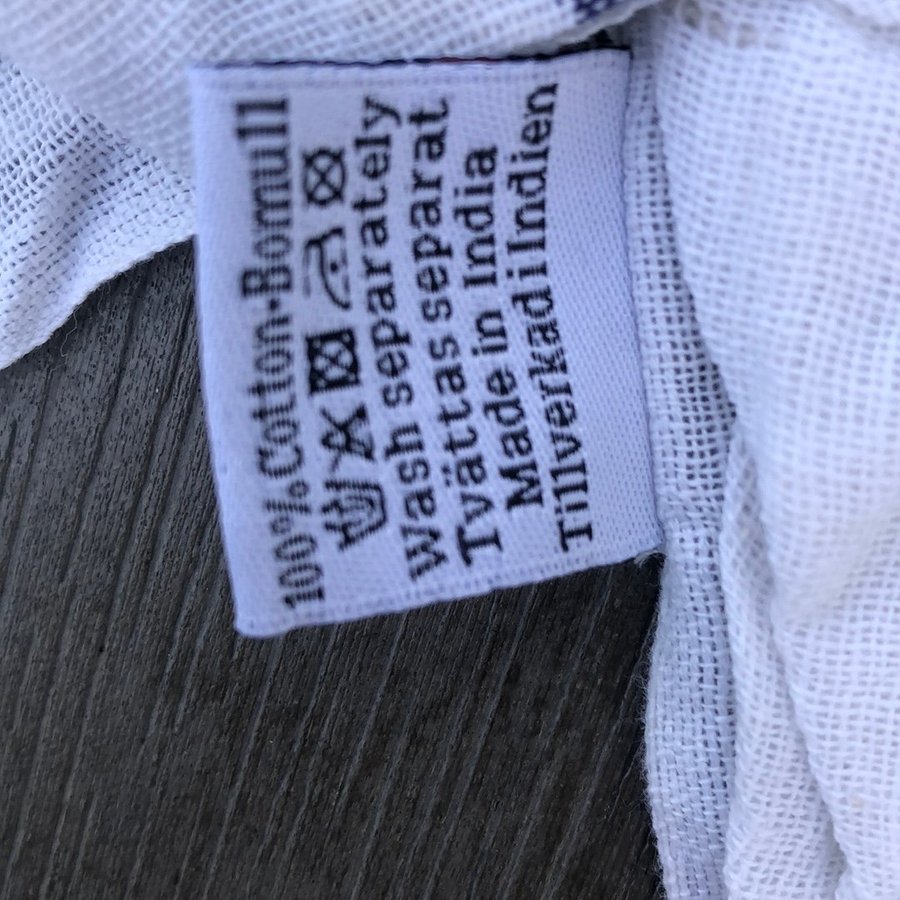 100% Cotton•Bomull
Wash separately
Tvättas separat
Made in India
Tillverkad i Indien